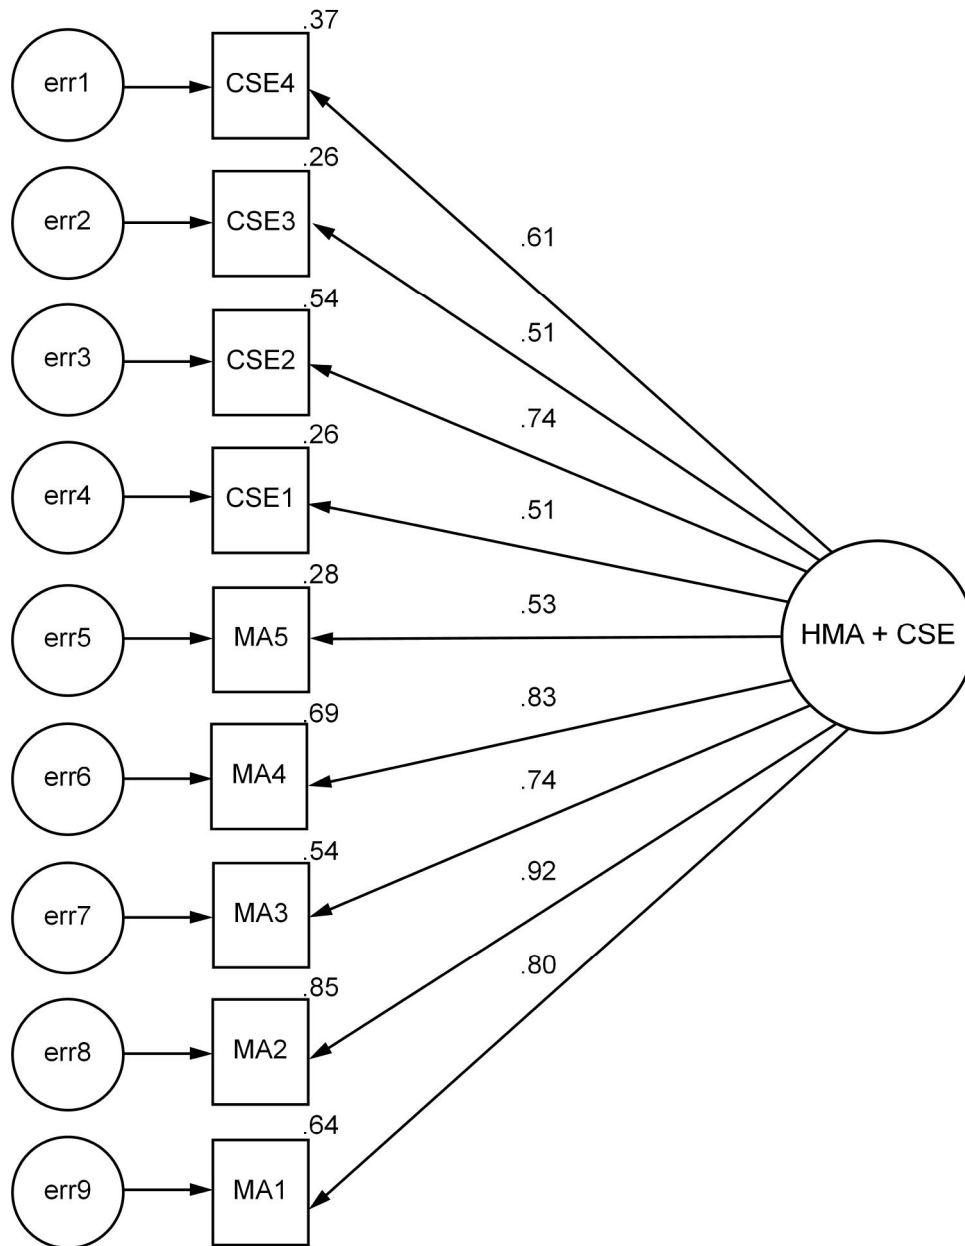 .37
err1
CSE4
.26
err2
CSE3
.61
.54
err3
CSE2
.51
.26
err4
CSE1
.74
.51
.28
err5
MA5
.53
HMA + CSE
.69
err6
MA4
.83
.54
err7
MA3
.74
.85
err8
MA2
.92
.64
err9
MA1
.80